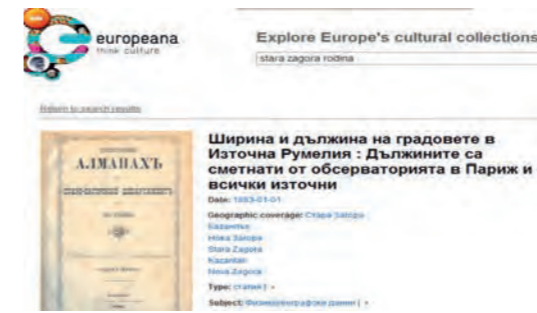 europeana
think culture
Explore Europe's cultural collections
stara zagora rodina
Return to search results
АЛМАНАХЪ
Ширина и дължина на градовете в
Източна Румелия : Дължините са
сметнати от обсерваторията в Париж и
всички източни
Date: 1883-01-01
Geographic coverage: Стара Загора
Казанлък
Нова Загора
Stara Zagora
Kazanlak
Nova Zagora
Type: статия | +
Subject: Физикогеографски данни | +